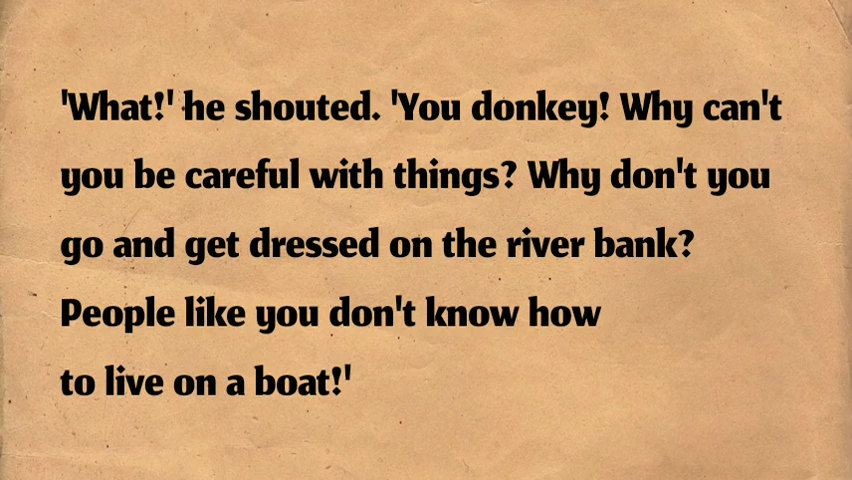 'What!' he shouted. 'You donkey! Why can't
you be careful with things? Why don't you
go and get dressed on the river bank?
People like you don't know how
to live on a boat!'